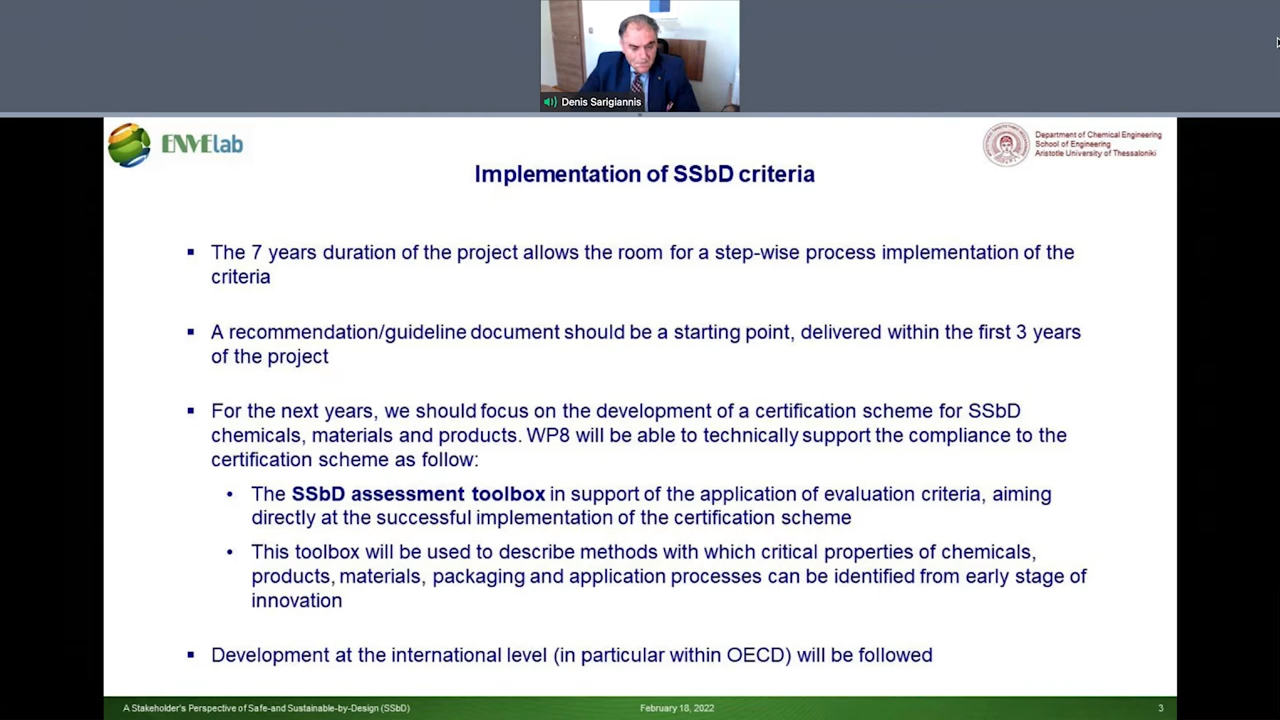 Denis Sarigiannis
ENVElab
Department of Chemical Engineering
School of Engineering
Aristotle University of Thessaloniki
Implementation of SSbD criteria
▪ The 7 years duration of the project allows the room for a step-wise process implementation of the
criteria
▪ A recommendation/guideline document should be a starting point, delivered within the first 3 years
of the project
▪ For the next years, we should focus on the development of a certification scheme for SSbD
chemicals, materials and products. WP8 will be able to technically support the compliance to the
certification scheme as follow:
• The SSbD assessment toolbox in support of the application of evaluation criteria, aiming
directly at the successful implementation of the certification scheme
• This toolbox will be used to describe methods with which critical properties of chemicals,
products, materials, packaging and application processes can be identified from early stage of
innovation
▪ Development at the international level (in particular within OECD) will be followed
A Stakeholder's Perspective of Safe-and Sustainable-by-Design (SSbD)
February 18, 2022
3